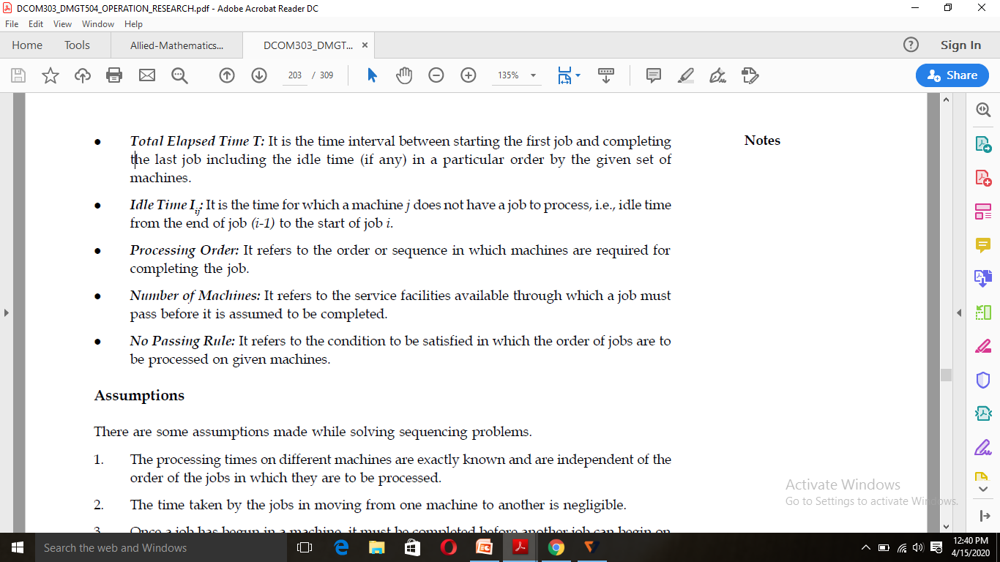 DCOM303_DMGT504_OPERATION_RESEARCH.pdf - Adobe Acrobat Reader DC
File Edit View Window Help
Home Tools Allied-Mathematics... DCOM303_DMGT... × Sign In
203 / 309 135% Share
• Total Elapsed Time T: It is the time interval between starting the first job and completing
the last job including the idle time (if any) in a particular order by the given set of
machines.
Notes
• Idle Time Iij: It is the time for which a machine j does not have a job to process, i.e., idle time
from the end of job (i-1) to the start of job i.
• Processing Order: It refers to the order or sequence in which machines are required for
completing the job.
• Number of Machines: It refers to the service facilities available through which a job must
pass before it is assumed to be completed.
• No Passing Rule: It refers to the condition to be satisfied in which the order of jobs are to
be processed on given machines.
Assumptions
There are some assumptions made while solving sequencing problems.
1. The processing times on different machines are exactly known and are independent of the
order of the jobs in which they are to be processed.
2. The time taken by the jobs in moving from one machine to another is negligible.
3. Once a job has begun in a machine, it must be completed before another job can begin on
Activate Windows
Go to Settings to activate Windows.
Search the web and Windows
12:40 PM
4/15/2020